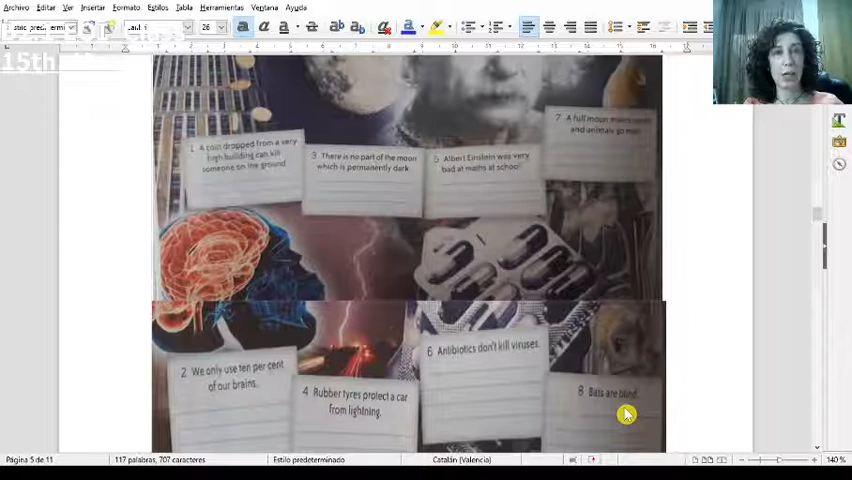 Archivo Editar Ver Insertar Formato Estilos Tabla Herramientas Ventana Ayuda
26
15th
1 A coin dropped from a very
high building can kill
someone on the ground
3 There is no part of the moon
which is permanently dark
5 Albert Einstein was very
bad at maths at school
7 A full moon makes
and animals go mad
2 We only use ten per cent
of our brains.
4 Rubber tyres protect a car
from lightning.
6 Antibiotics don't kill viruses.
8 Bats are blind.
Página 5 de 11
117 palabras, 707 caracteres
Estilo predeterminado
Catalán (Valencia)
140 %